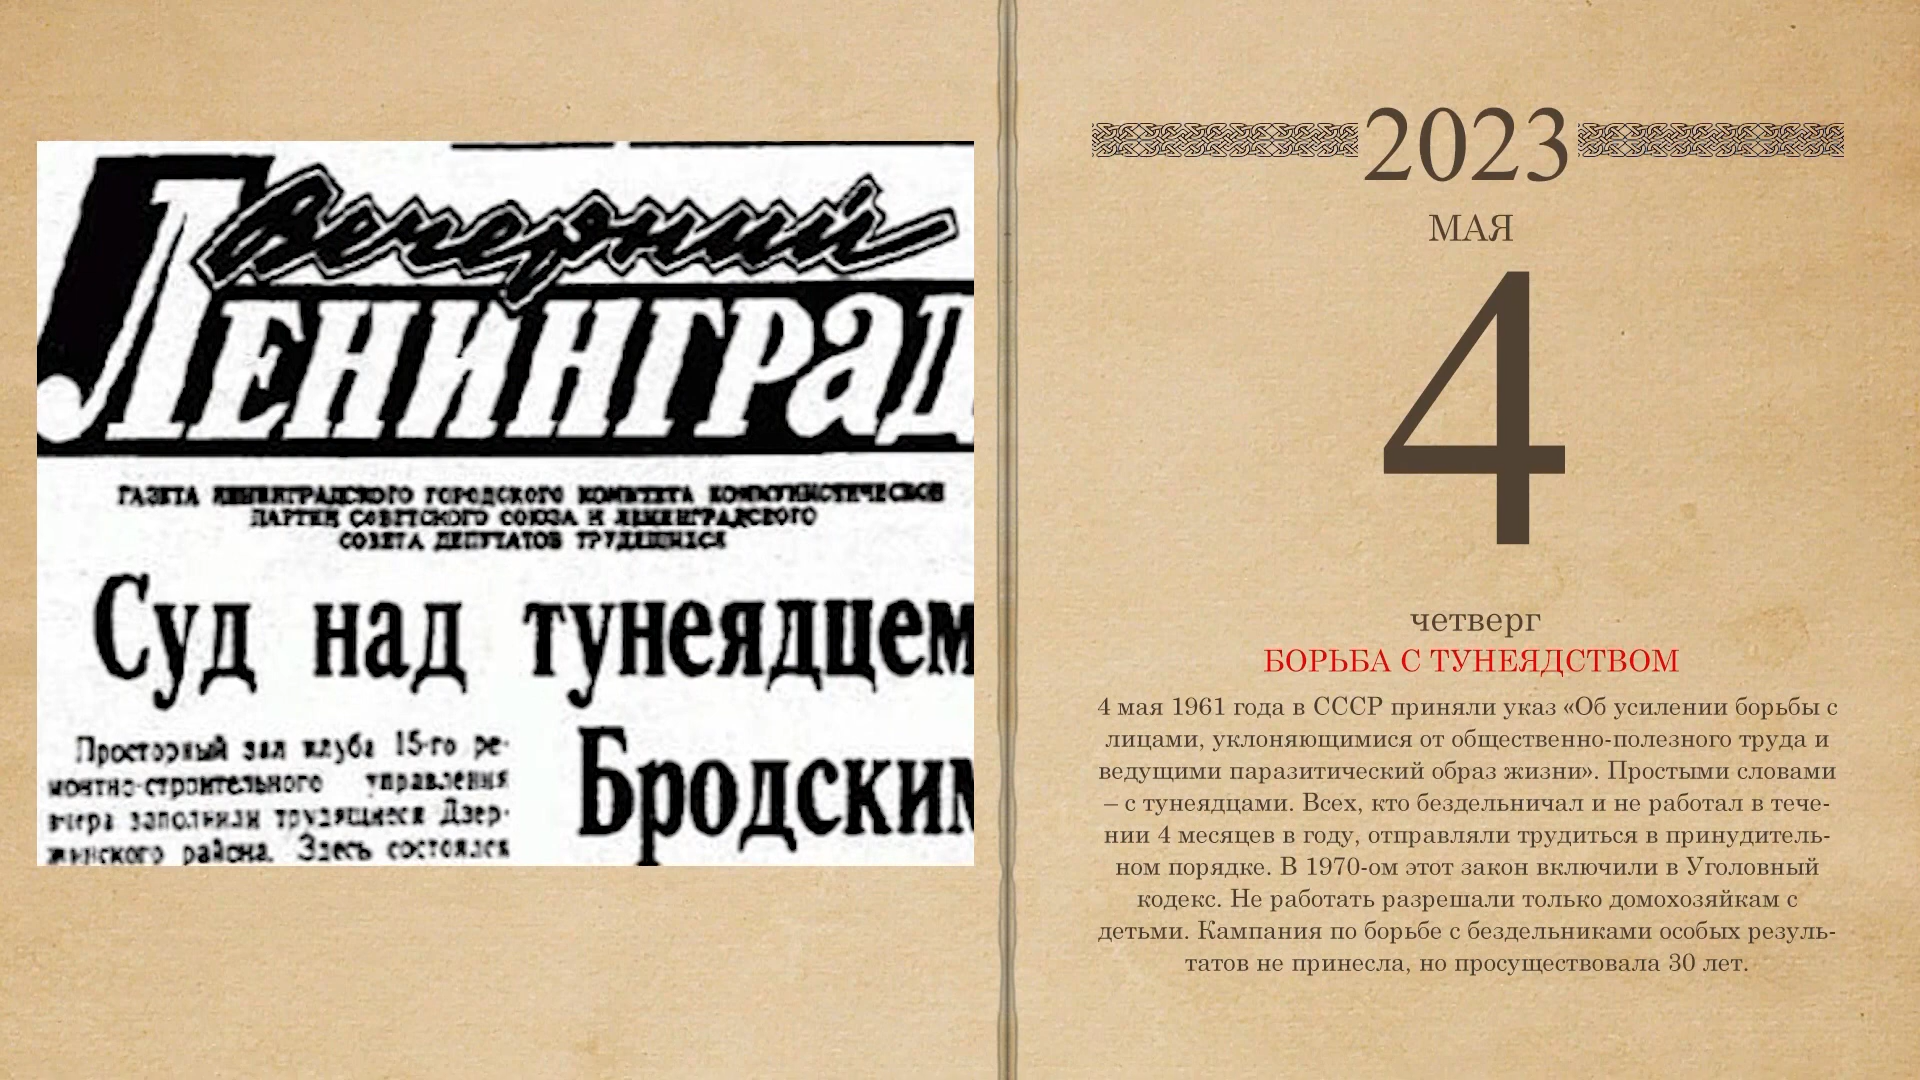 Вечерний
Ленинград
ГАЗЕТА ЛЕНИНГРАДСКОГО ГОРОДСКОГО КОМИТЕТА КОММУНИСТИЧЕСКОЙ
ПАРТИИ СОВЕТСКОГО СОЮЗА И ЛЕНИНГРАДСКОГО
СОВЕТА ДЕПУТАТОВ ТРУДЯЩИХСЯ
Суд над тунеядцем
Бродским
Просторный зал клуба 15-го ре-
монтно-строительного управления
вчера заполнили трудящиеся Дзер-
жинского района. Здесь состоялся
2023
МАЯ
4
четверг
БОРЬБА С ТУНЕЯДСТВОМ
4 мая 1961 года в СССР приняли указ «Об усилении борьбы с
лицами, уклоняющимися от общественно-полезного труда и
ведущими паразитический образ жизни». Простыми словами
– с тунеядцами. Всех, кто бездельничал и не работал в тече-
нии 4 месяцев в году, отправляли трудиться в принудитель-
ном порядке. В 1970-ом этот закон включили в Уголовный
кодекс. Не работать разрешали только домохозяйкам с
детьми. Кампания по борьбе с бездельниками особых резуль-
татов не принесла, но просуществовала 30 лет.